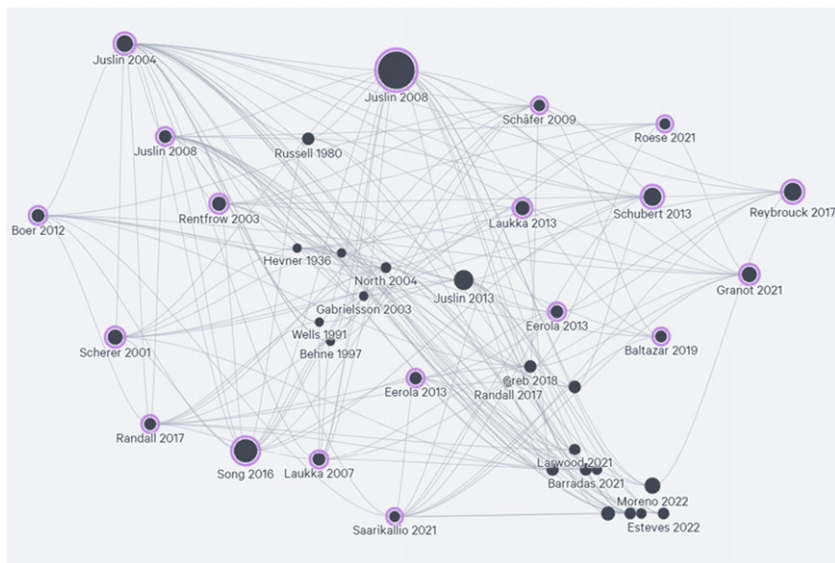 Juslin 2004
Juslin 2008
Schäfer 2009
Roese 2021
Juslin 2008
Russell 1980
Rentfrow 2003
Laukka 2013
Schubert 2013
Reybrouck 2017
Boer 2012
Hevner 1936
North 2004
Juslin 2013
Granot 2021
Gabrielsson 2003
Eerola 2013
Wells 1991
Behne 1997
Scherer 2001
Baltazar 2019
Eerola 2013
Greb 2018
Randall 2017
Randall 2017
Song 2016
Laukka 2007
Larwood 2021
Barradas 2021
Moreno 2022
Saarikallio 2021
Esteves 2022